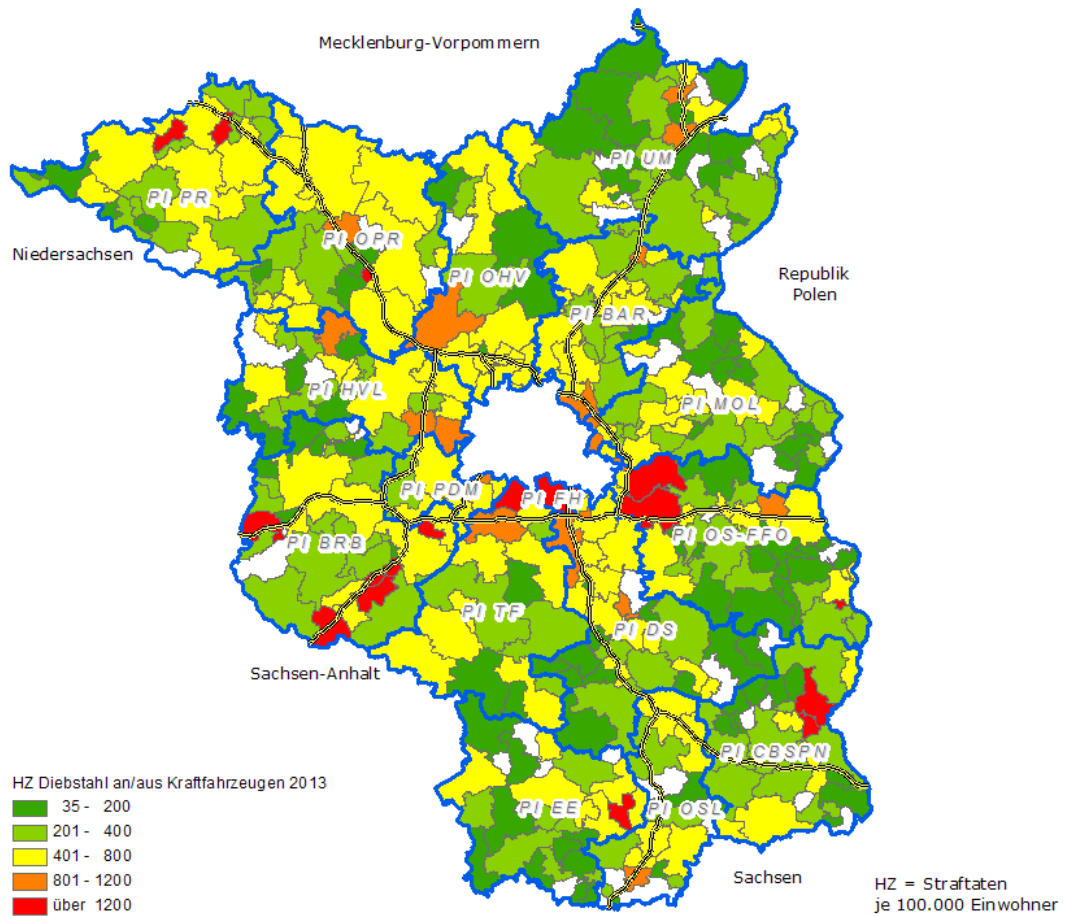 Mecklenburg-Vorpommern
PI UM
PI PR
PI OPR
Niedersachsen
PI OHV
Republik
Polen
PI BAR
PI HVL
PI MOL
PI PDM
PI FH
PI BRB
PI OS-FFO
PI TF
PI DS
Sachsen-Anhalt
PI CBSPN
HZ Diebstahl an/aus Kraftfahrzeugen 2013
35 - 200
201 - 400
401 - 800
801 - 1200
über 1200
PI EE
PI OSL
Sachsen
HZ = Straftaten
je 100.000 Einwohner